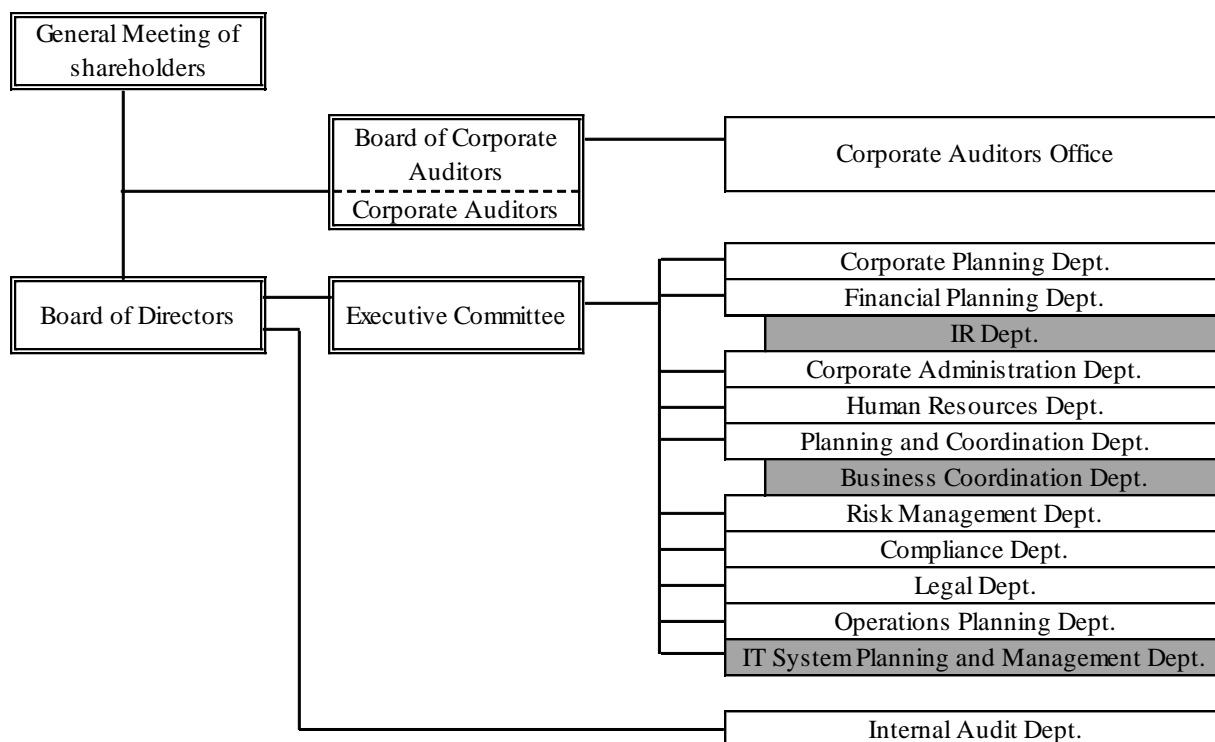 General Meeting of
shareholders
Board of Corporate
Auditors
Corporate Auditors
Corporate Auditors Office
Board of Directors
Executive Committee
Corporate Planning Dept.
Financial Planning Dept.
IR Dept.
Corporate Administration Dept.
Human Resources Dept.
Planning and Coordination Dept.
Business Coordination Dept.
Risk Management Dept.
Compliance Dept.
Legal Dept.
Operations Planning Dept.
IT System Planning and Management Dept.
Internal Audit Dept.